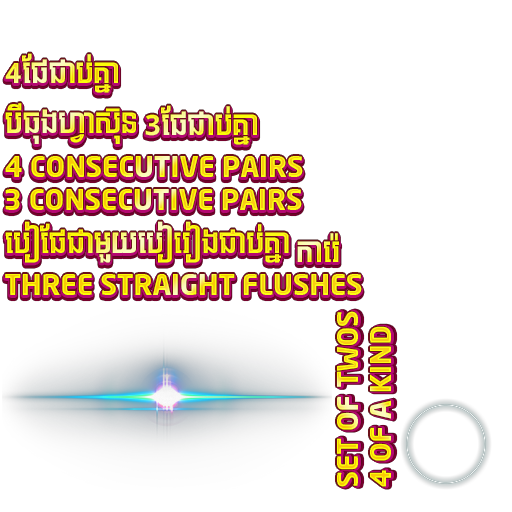 4ផែជាប់គ្នា
បីធុងហ្វាស៊ុន 3ផែជាប់គ្នា
4 CONSECUTIVE PAIRS
3 CONSECUTIVE PAIRS
បៀផែជាមួយបៀរៀងជាប់គ្នា ការ៉េ
THREE STRAIGHT FLUSHES
SET OF TWOS
4 OF A KIND